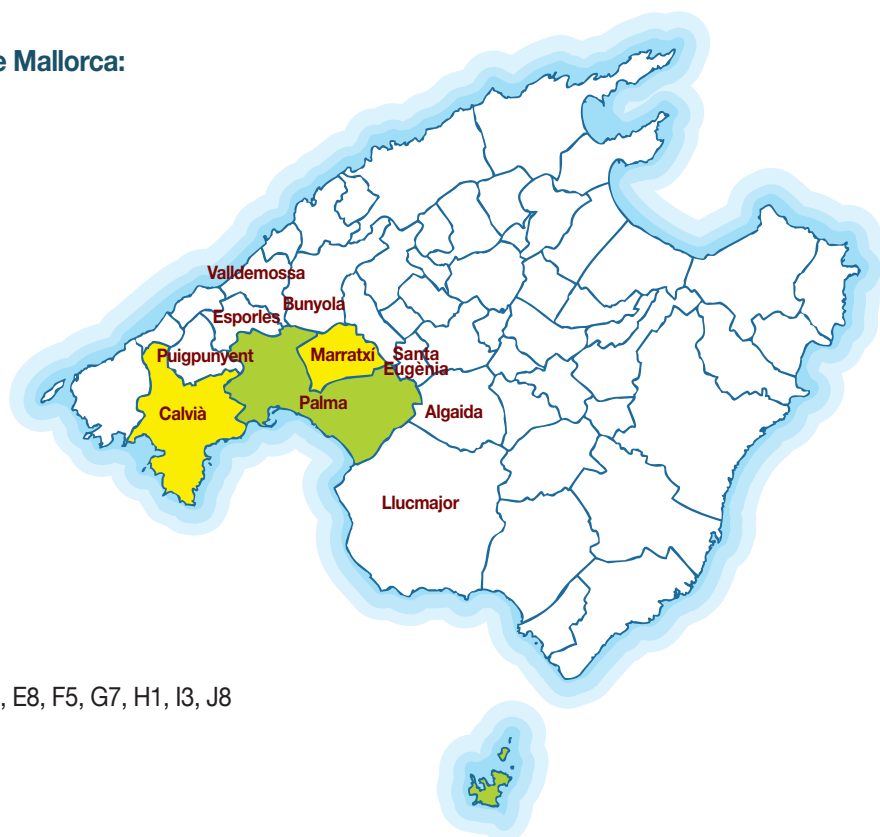 e Mallorca:
Valldemossa
Bunyola
Esporles
Puigpunyent
Marratxí
Santa
Eugènia
Calvià
Palma
Algaida
Llucmajor
, E8, F5, G7, H1, I3, J8